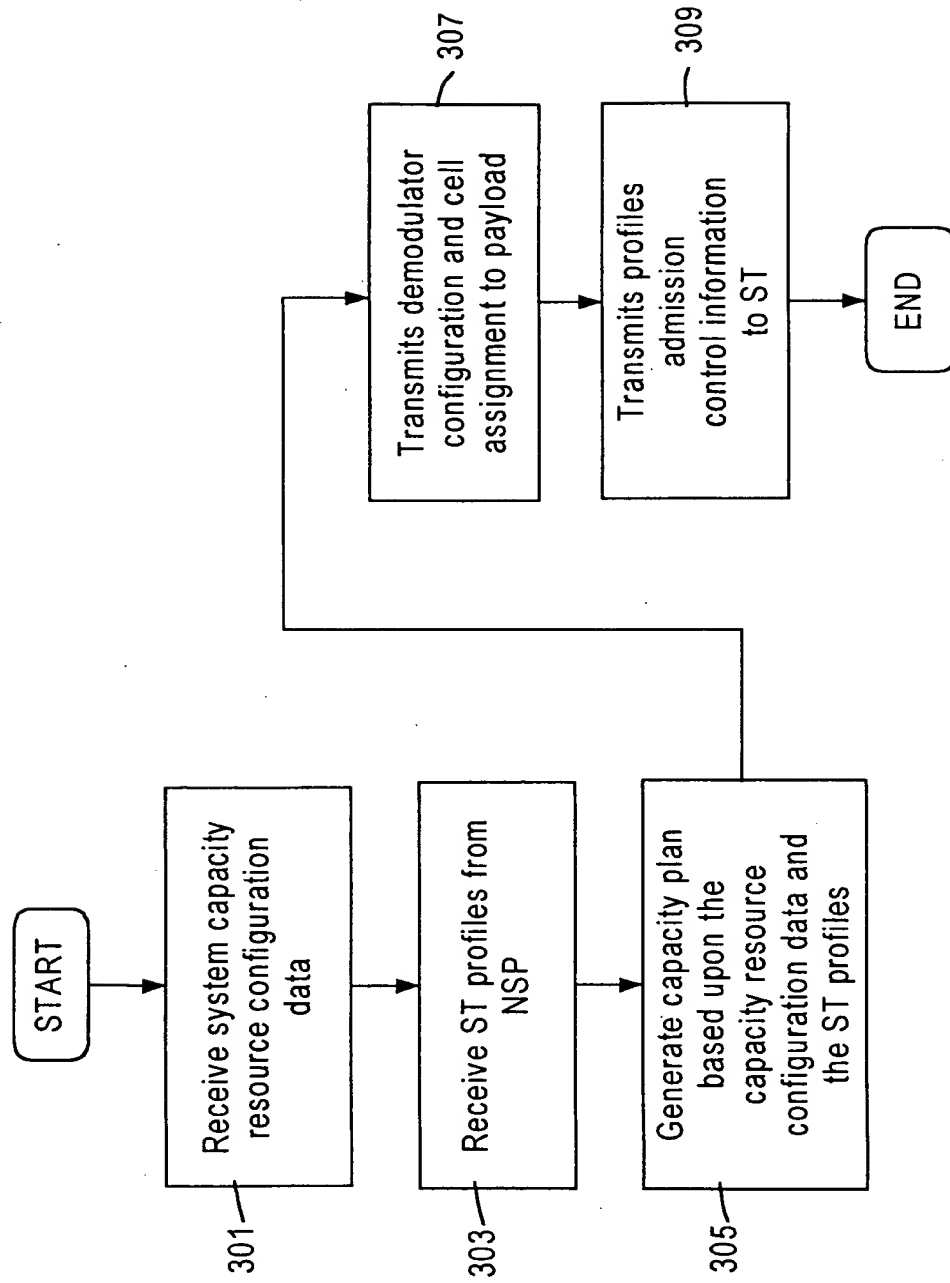 START
Receive system capacity
resource configuration
data
301
Receive ST profiles from
NSP
303
Generate capacity plan
based upon the
capacity resource
configuration data and
the ST profiles
305
Transmits demodulator
configuration and cell
assignment to payload
307
Transmits profiles
admission
control information
to ST
309
END